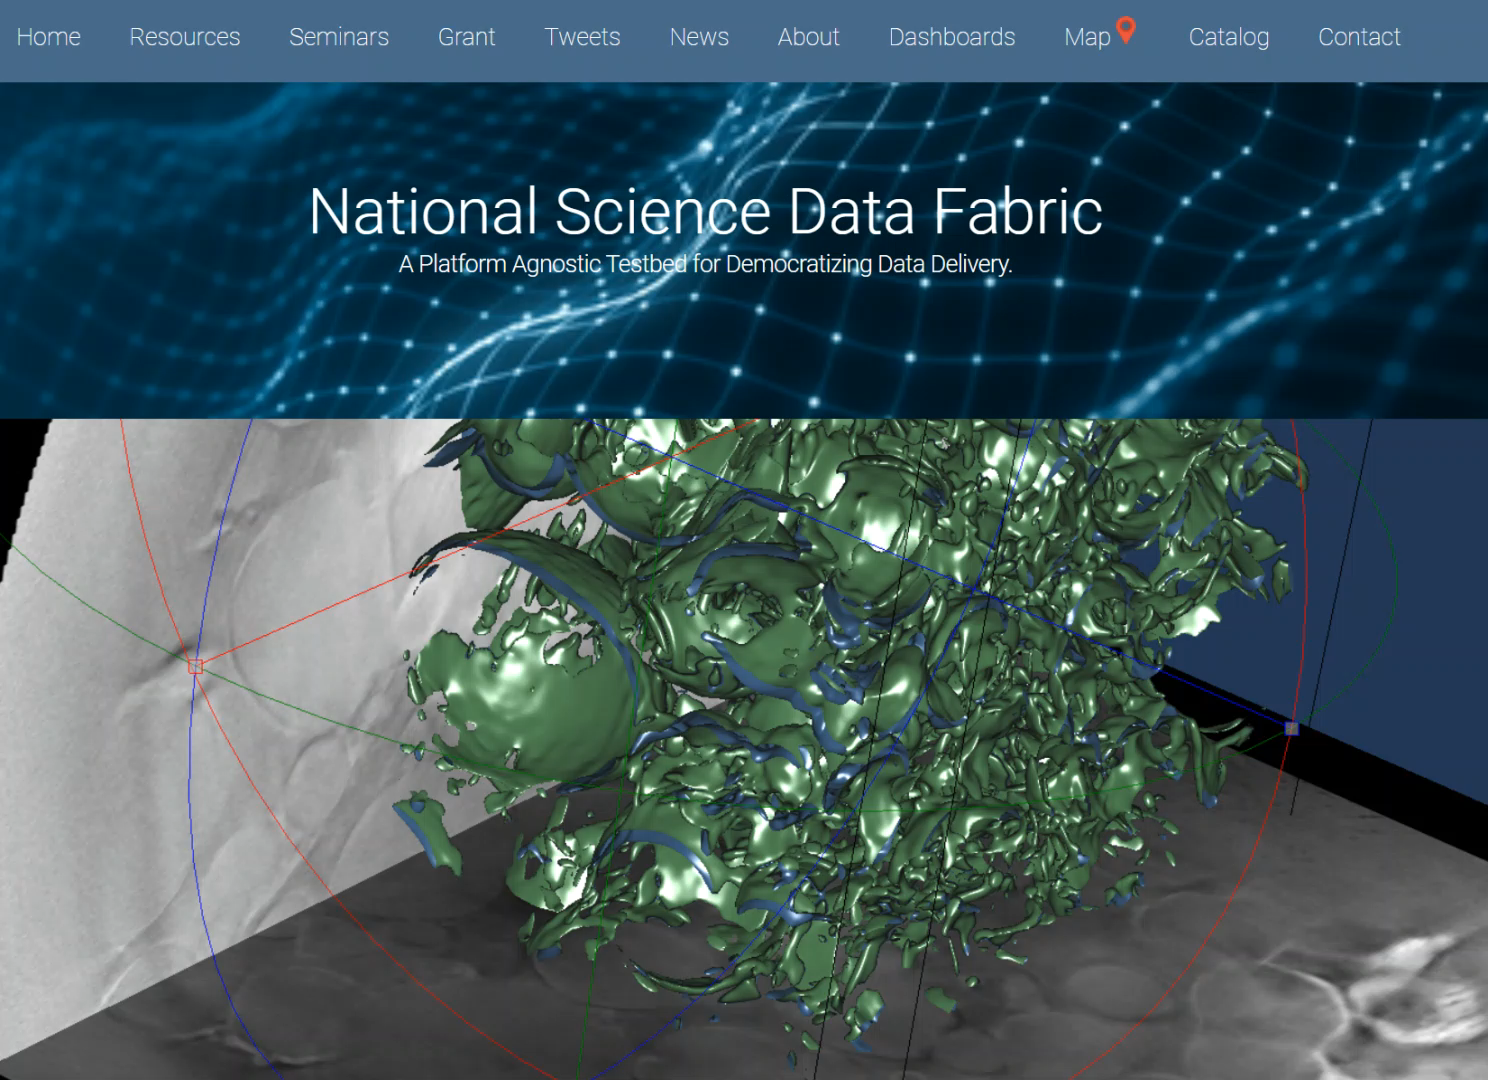 Home Resources Seminars Grant Tweets News About Dashboards Map Catalog Contact
National Science Data Fabric
A Platform Agnostic Testbed for Democratizing Data Delivery.